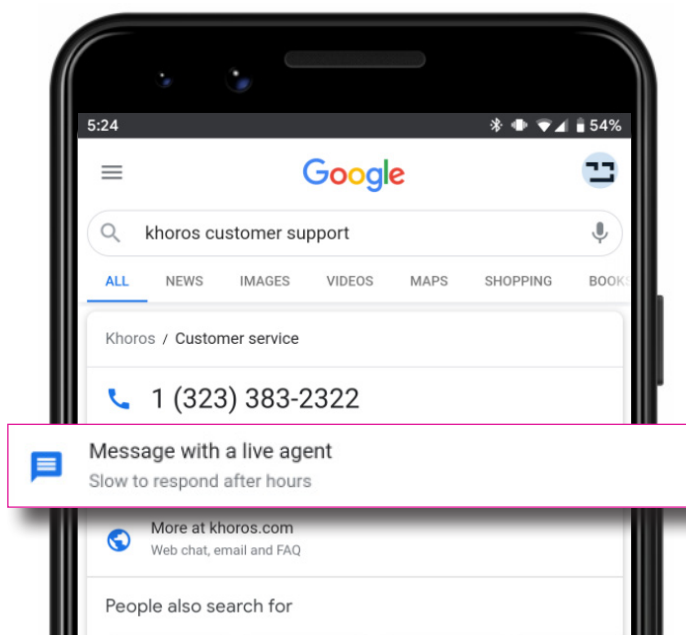 5:24 54%
Google
khoros customer support
ALL NEWS IMAGES VIDEOS MAPS SHOPPING BOOKS
Khoros / Customer service
1 (323) 383-2322
Message with a live agent
Slow to respond after hours
More at khoros.com
Web chat, email and FAQ
People also search for